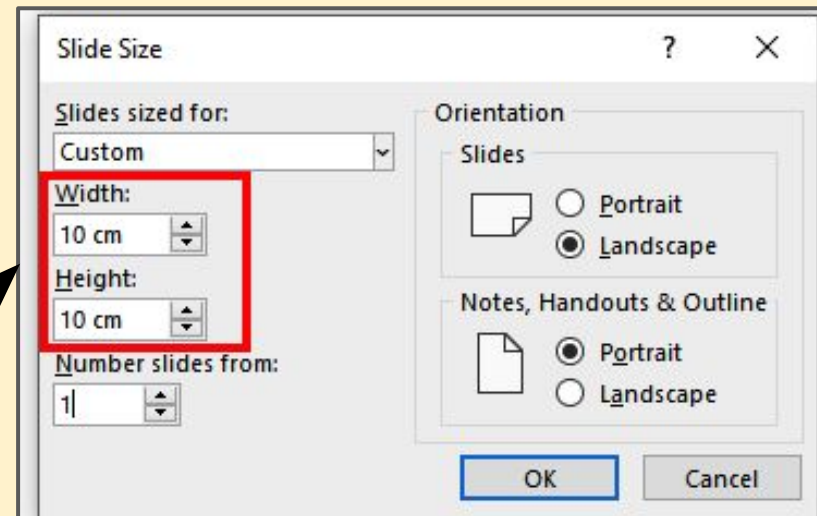 Slide Size
?
Slides sized for:
Custom
Width:
10 cm
Height:
10 cm
Number slides from:
1
Orientation
Slides
Portrait
Landscape
Notes, Handouts & Outline
Portrait
Landscape
OK
Cancel